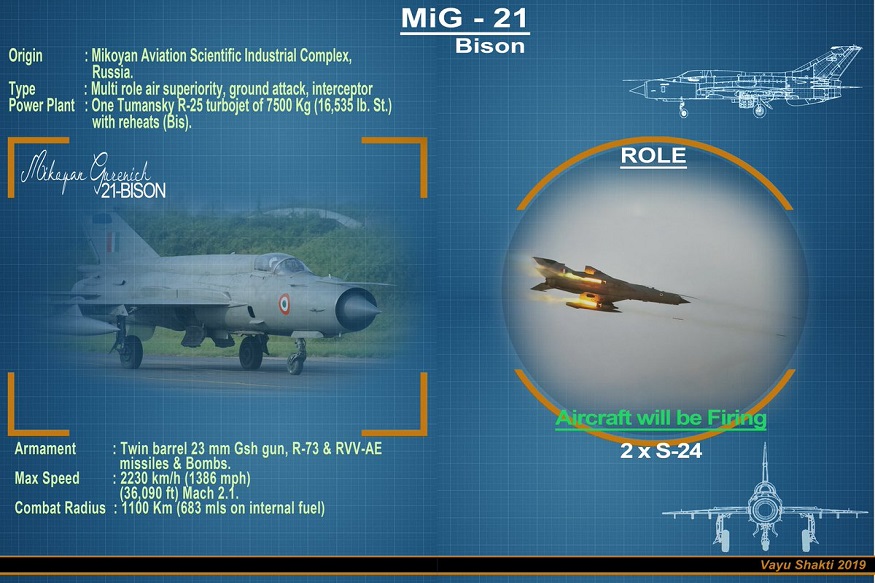 MiG - 21
Bison
Origin : Mikoyan Aviation Scientific Industrial Complex,
Russia.
Type : Multi role air superiority, ground attack, interceptor
Power Plant : One Tumansky R-25 turbojet of 7500 Kg (16,535 lb. St.)
with reheats (Bis).
Mikoyan Gurenich
21-BISON
ROLE
Aircraft will be Firing
2 x S-24
Armament : Twin barrel 23 mm Gsh gun, R-73 & RVV-AE
missiles & Bombs.
Max Speed : 2230 km/h (1386 mph)
(36,090 ft) Mach 2.1.
Combat Radius : 1100 Km (683 mls on internal fuel)
Vayu Shakti 2019